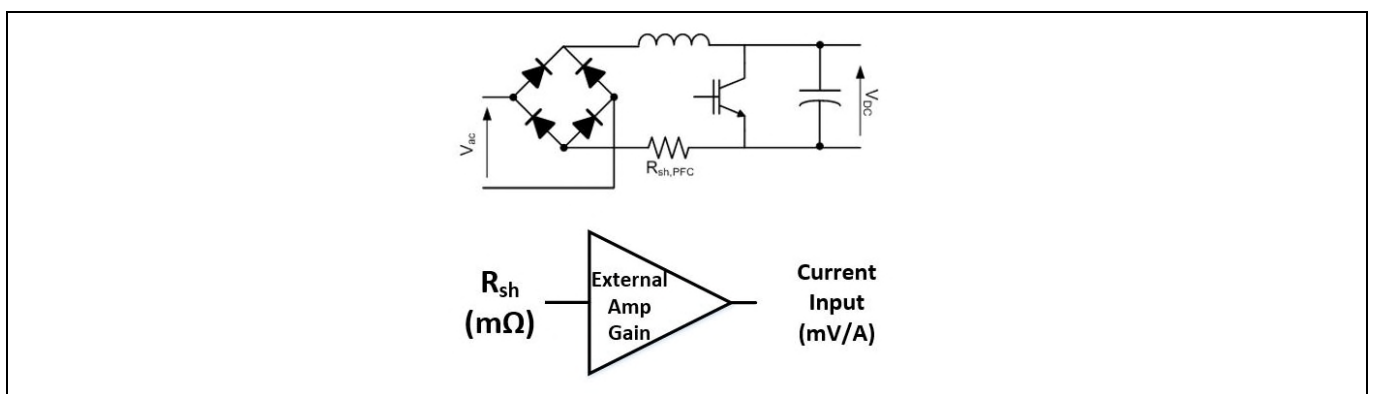 V_ac
R_sh,PFC
V_DC
R_sh
(mΩ)
External
Amp
Gain
Current
Input
(mV/A)